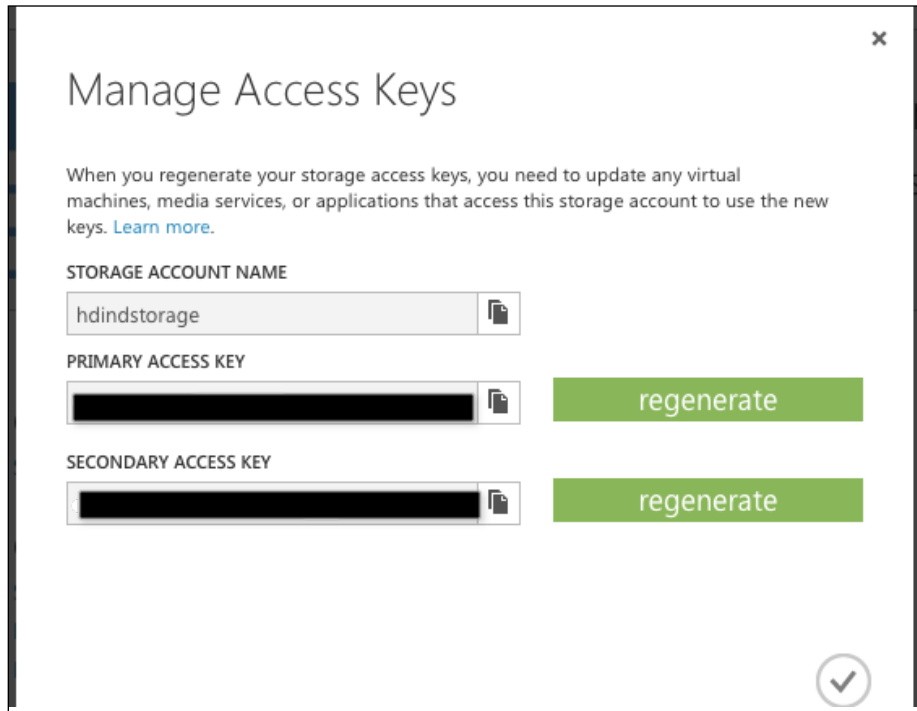 Manage Access Keys
When you regenerate your storage access keys, you need to update any virtual
machines, media services, or applications that access this storage account to use the new
keys. Learn more.
STORAGE ACCOUNT NAME
hdindstorage
PRIMARY ACCESS KEY
regenerate
SECONDARY ACCESS KEY
regenerate